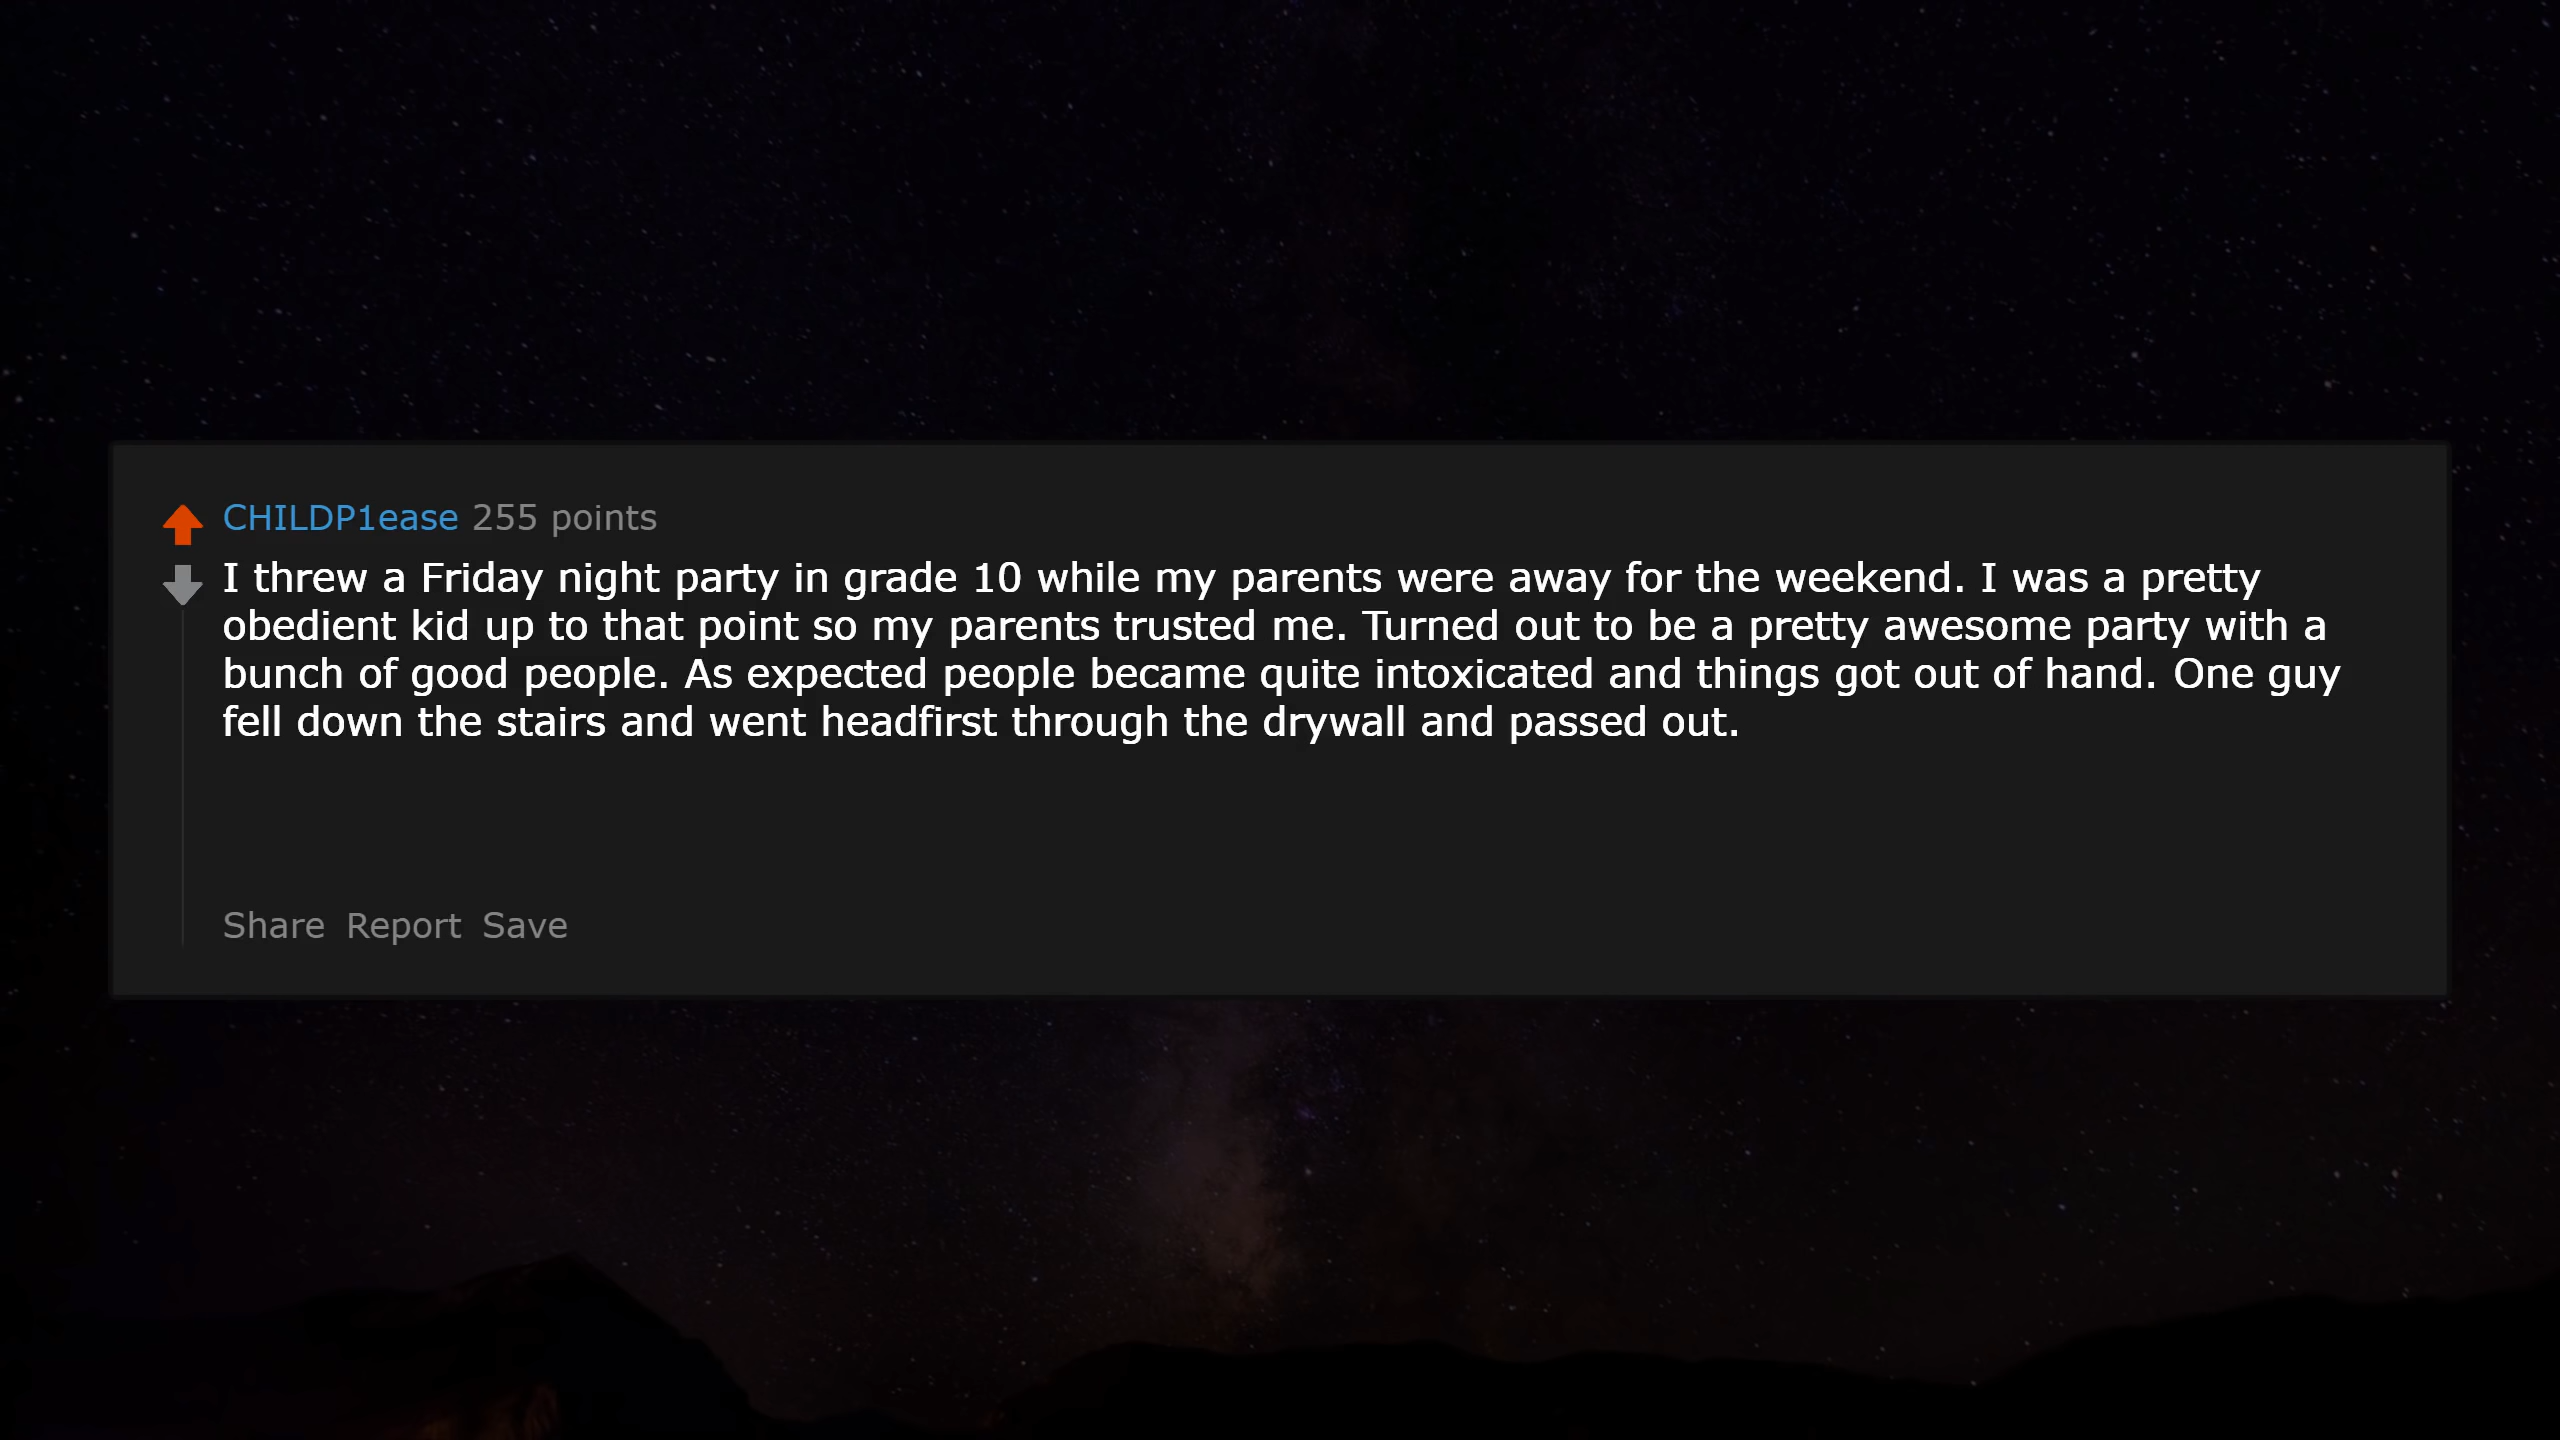 CHILDP1ease 255 points
I threw a Friday night party in grade 10 while my parents were away for the weekend. I was a pretty
obedient kid up to that point so my parents trusted me. Turned out to be a pretty awesome party with a
bunch of good people. As expected people became quite intoxicated and things got out of hand. One guy
fell down the stairs and went headfirst through the drywall and passed out.
Share Report Save